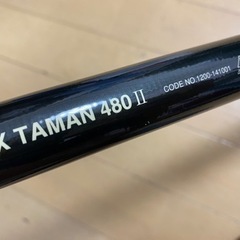 X TAMAN 480 II
CODE NO.1200-141001